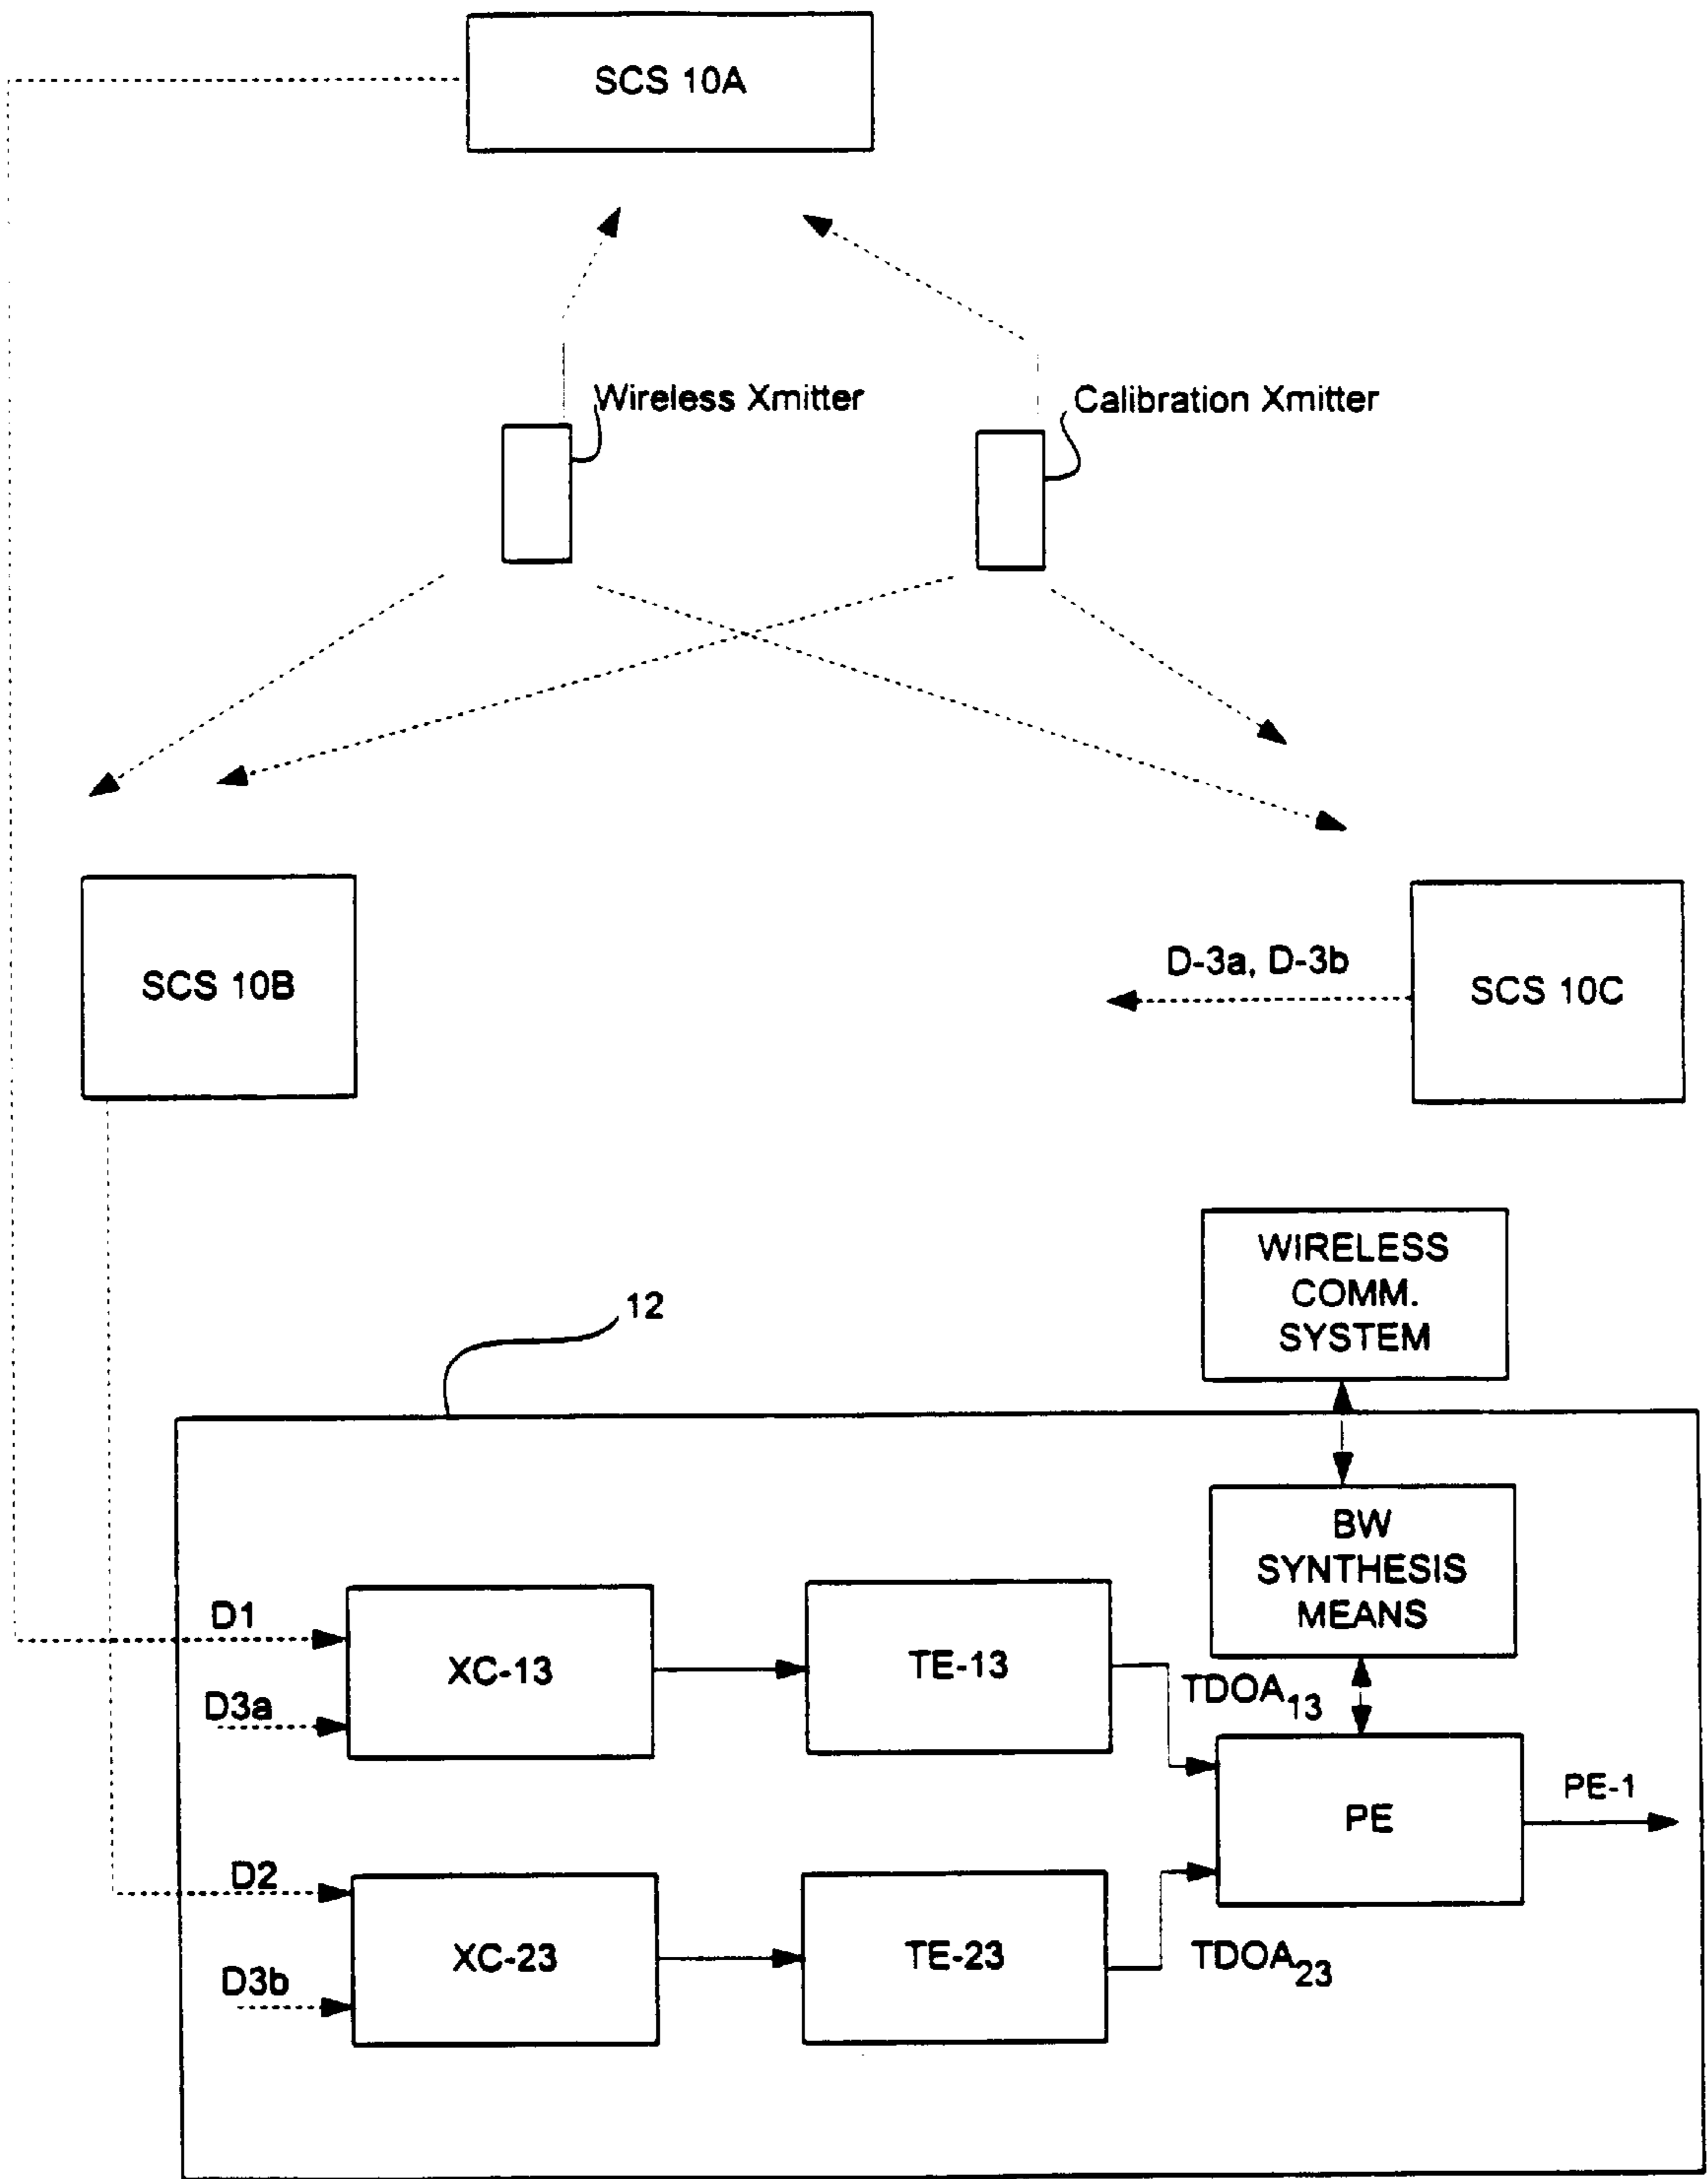 SCS 10A
Wireless Xmitter
Calibration Xmitter
SCS 10B
D-3a, D-3b
SCS 10C
WIRELESS
COMM.
SYSTEM
12
BW
SYNTHESIS
MEANS
D1
XC-13
TE-13
D3a
TDOA13
PE
PE-1
D2
XC-23
TE-23
TDOA23
D3b